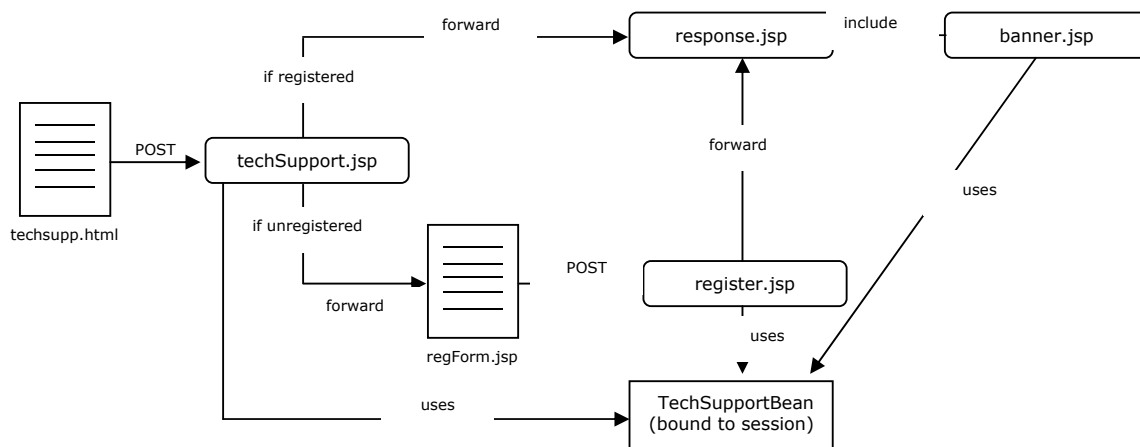 forward
response.jsp
include
banner.jsp
if registered
POST
techSupport.jsp
forward
uses
techsupp.html
if unregistered
POST
register.jsp
forward
regForm.jsp
uses
uses
TechSupportBean
(bound to session)